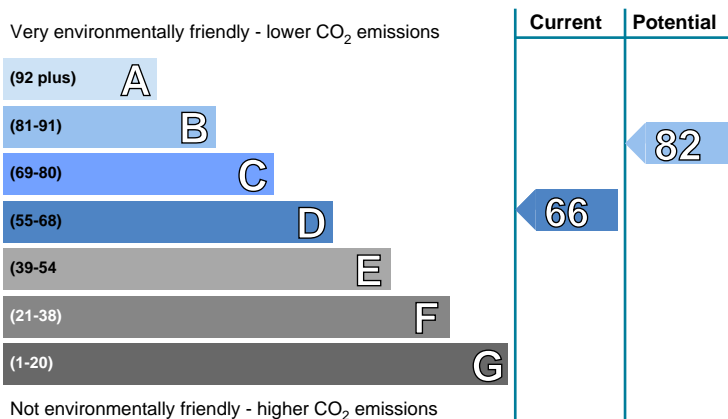 Very environmentally friendly - lower CO2 emissions
Current
Potential
(92 plus) A
(81-91) B
(69-80) C
(55-68) D
(39-54 E
(21-38) F
(1-20) G
82
66
Not environmentally friendly - higher CO2 emissions